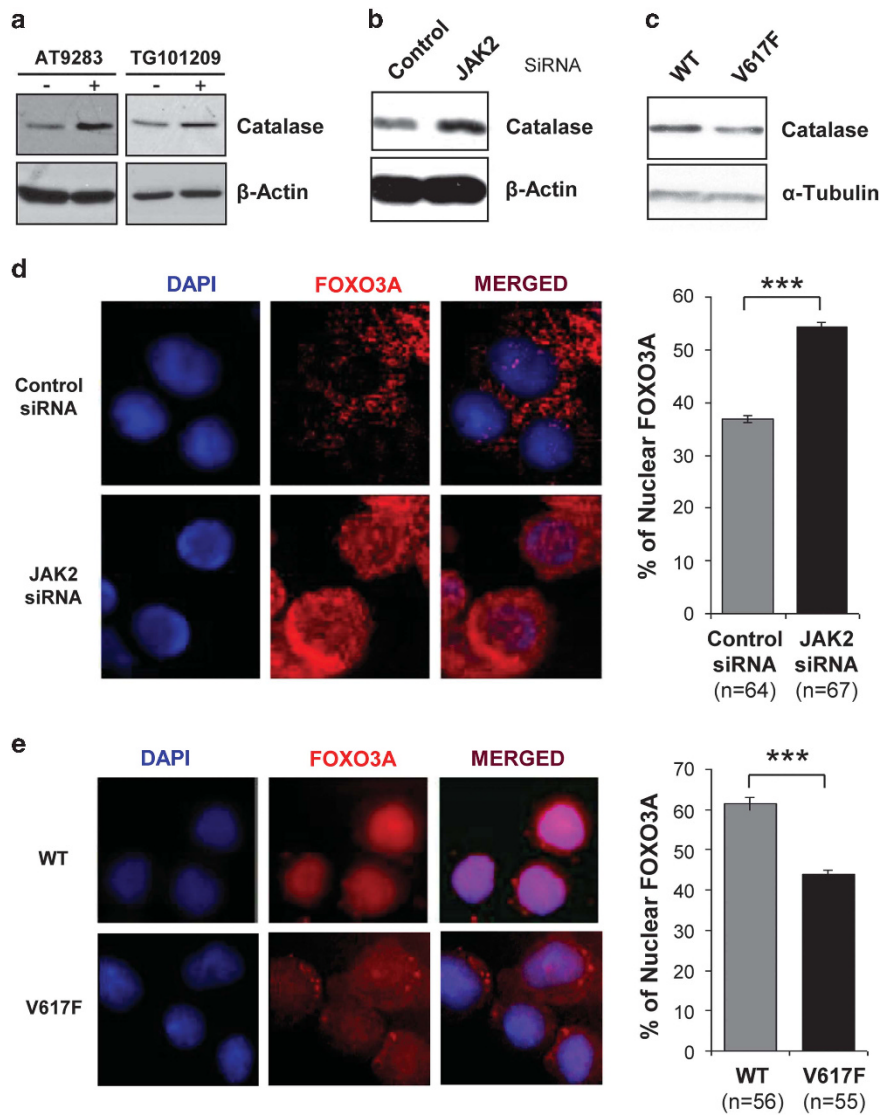 a
AT9283 TG101209
- + - +
Catalase
β-Actin
b
Control JAK2 SiRNA
Catalase
β-Actin
c
WT V617F
Catalase
α-Tubulin
d
DAPI FOXO3A MERGED
Control
siRNA
JAK2
siRNA
% of Nuclear FOXO3A
60
50
40
30
20
10
0
***
Control
siRNA
(n=64)
JAK2
siRNA
(n=67)
e
DAPI FOXO3A MERGED
WT
V617F
% of Nuclear FOXO3A
70
60
50
40
30
20
10
0
***
WT
(n=56)
V617F
(n=55)